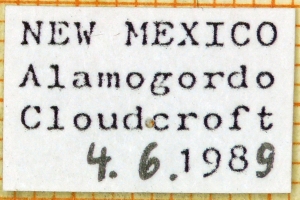 NEW MEXICO
Alamogordo
Cloudcroft
4. 6. 1989